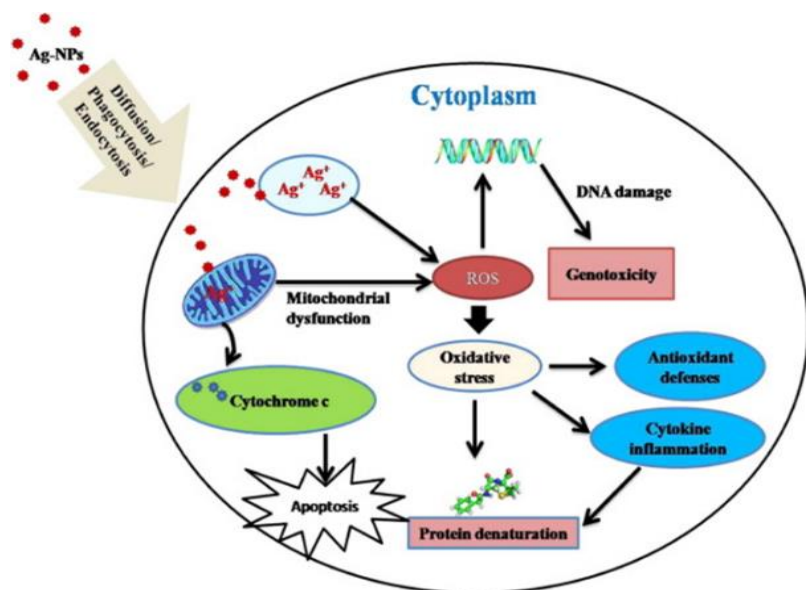 Ag-NPs
Diffusion/
Phagocytosis/
Endocytosis
Cytoplasm
Ag⁺
Ag⁺ Ag⁺
DNA damage
ROS
Genotoxicity
Mitochondrial
dysfunction
Oxidative
stress
Antioxidant
defenses
Cytochrome c
Cytokine
inflammation
Apoptosis
Protein denaturation